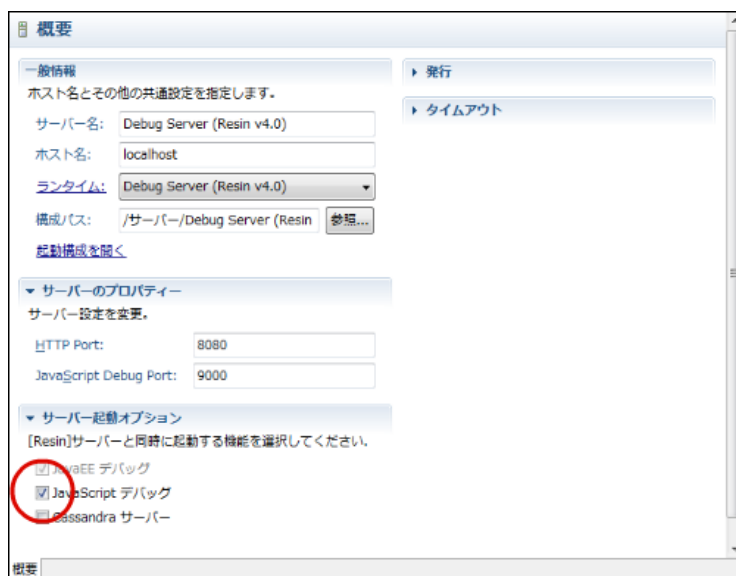 概要
一般情報
ホスト名とその他の共通設定を指定します。
サーバー名: Debug Server (Resin v4.0)
ホスト名: localhost
ランタイム: Debug Server (Resin v4.0)
構成パス: /サーバー/Debug Server (Resin 参照...
起動構成を開く
サーバーのプロパティー
サーバー設定を変更。
HTTP Port: 8080
JavaScript Debug Port: 9000
サーバー起動オプション
[Resin]サーバーと同時に起動する機能を選択してください。
JavaEE デバッグ
JavaScript デバッグ
Cassandra サーバー
発行
タイムアウト
概要